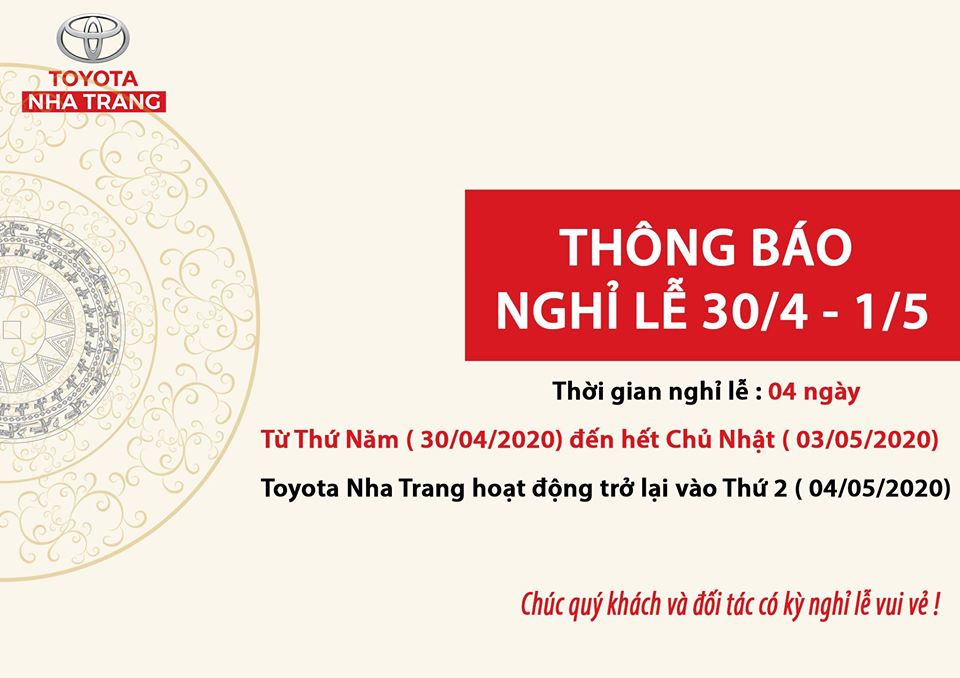 TOYOTA
NHA TRANG
THÔNG BÁO
NGHỈ LỄ 30/4 - 1/5
Thời gian nghỉ lễ : 04 ngày
Từ Thứ Năm ( 30/04/2020) đến hết Chủ Nhật ( 03/05/2020)
Toyota Nha Trang hoạt động trở lại vào Thứ 2 ( 04/05/2020)
Chúc quý khách và đối tác có kỳ nghỉ lễ vui vẻ !